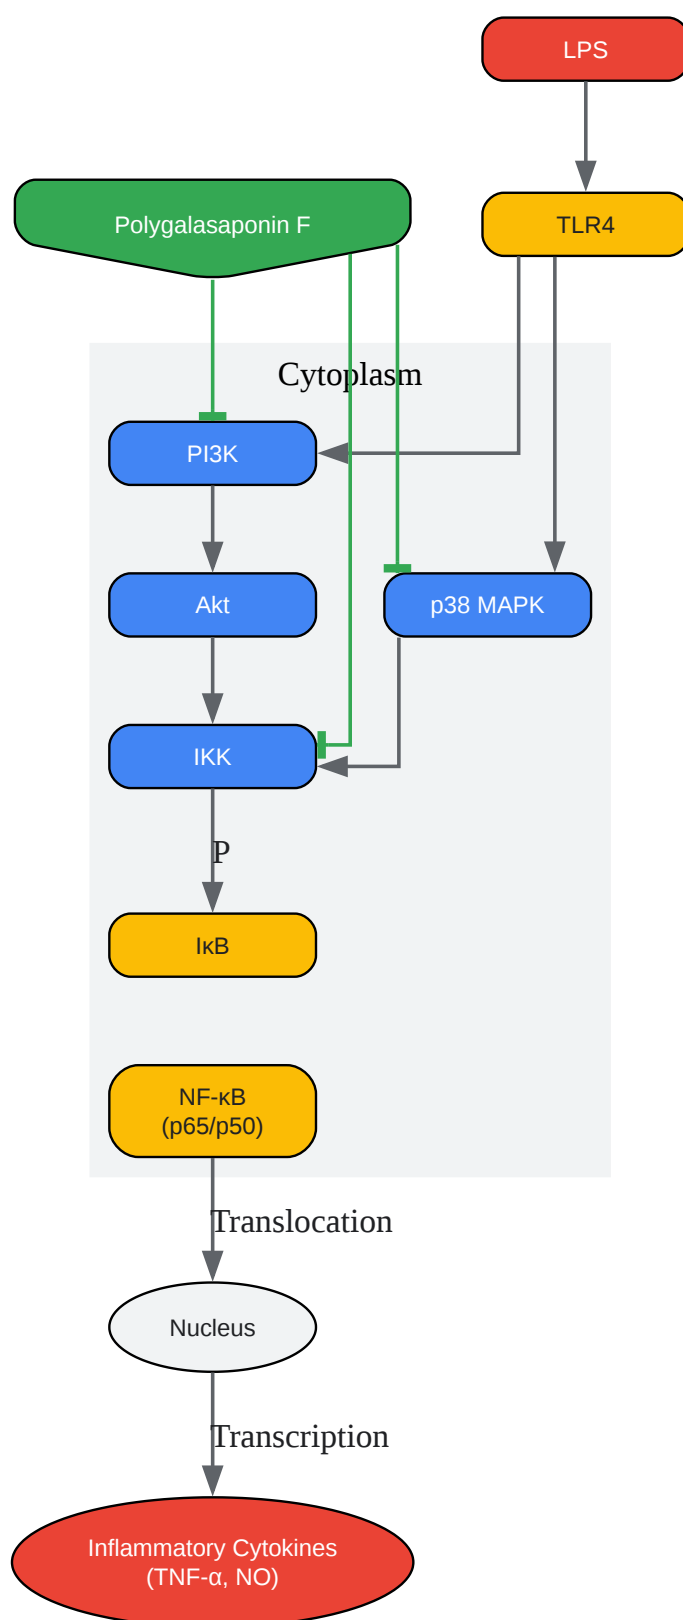 LPS
Polygalasaponin F
TLR4
Cytoplasm
PI3K
Akt
p38 MAPK
IKK
P
IκB
NF-κB
(p65/p50)
Translocation
Nucleus
Transcription
Inflammatory Cytokines
(TNF-α, NO)